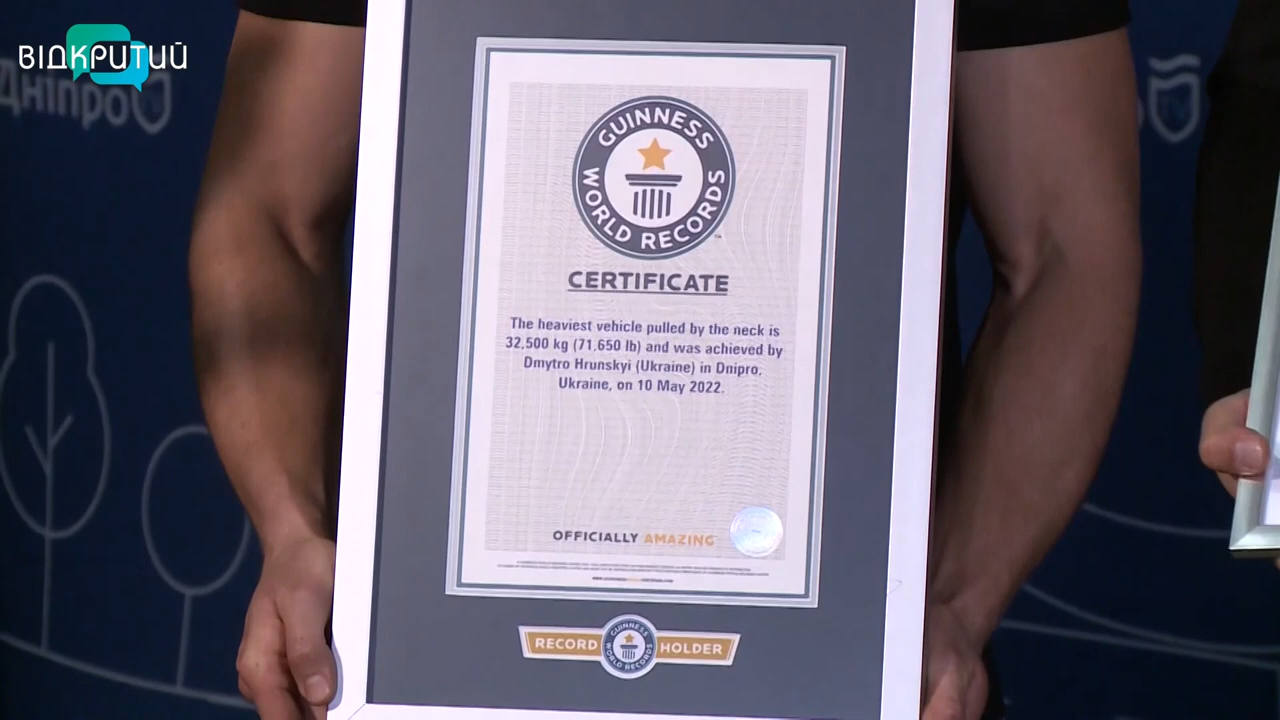 ВІДКРИТИЙ
Дніпро
GUINNESS
WORLD RECORDS
™
CERTIFICATE
The heaviest vehicle pulled by the neck is
32,500 kg (71,650 lb) and was achieved by
Dmytro Hrunskyi (Ukraine) in Dnipro,
Ukraine, on 10 May 2022.
OFFICIALLY AMAZING
RECORD
GUINNESS
WORLD RECORDS
HOLDER